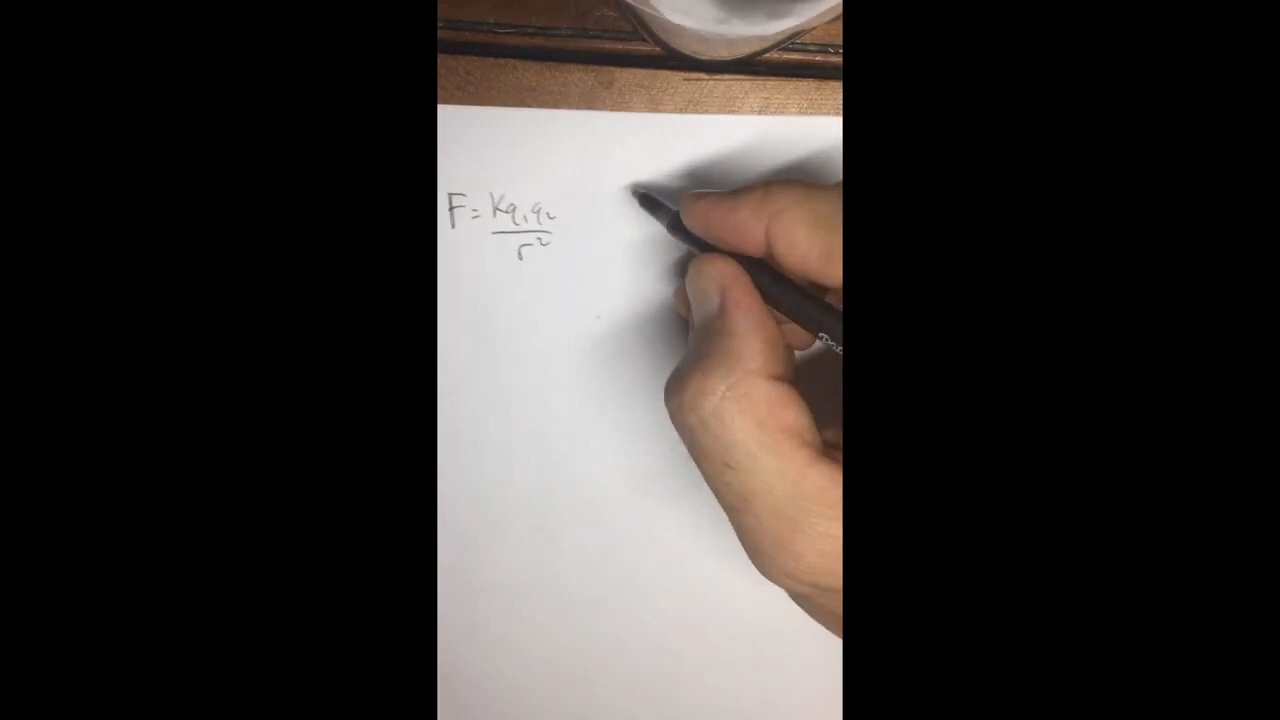 F = Kq₁q₂/r²